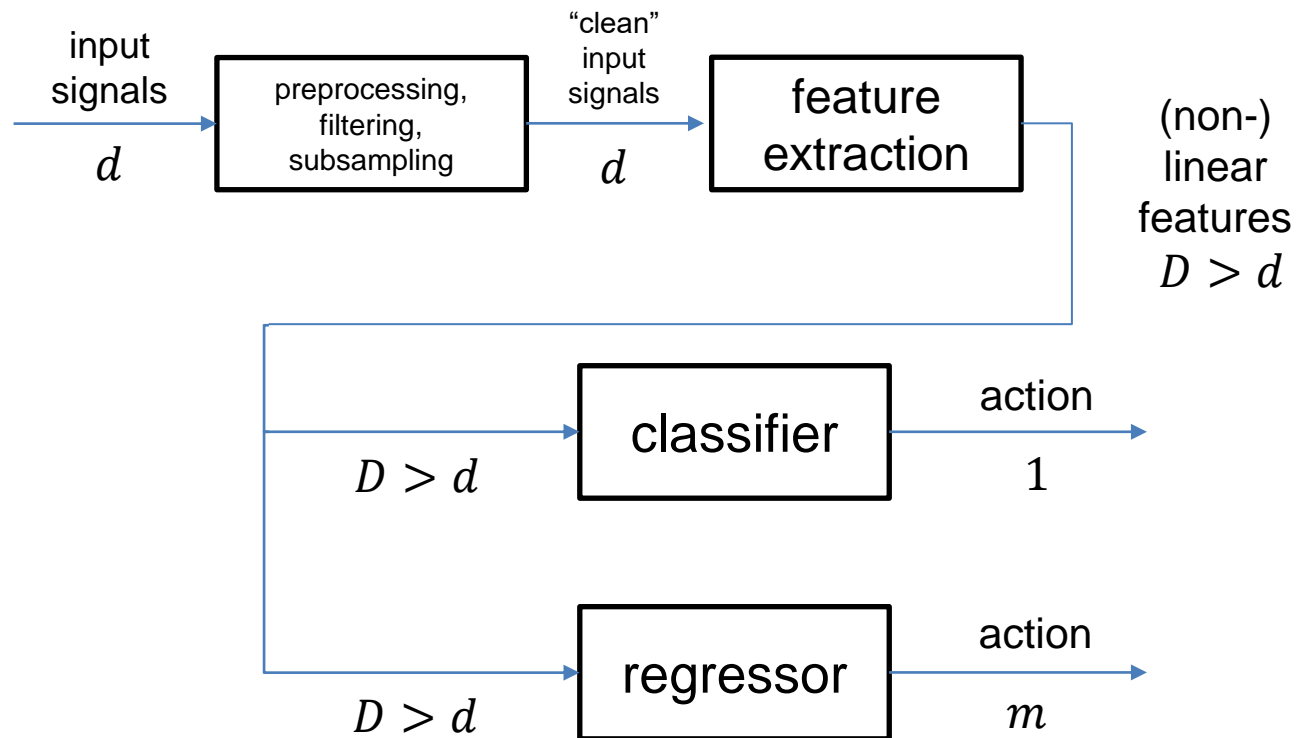 input
signals
d
preprocessing,
filtering,
subsampling
“clean”
input
signals
d
feature
extraction
(non-)
linear
features
D > d
D > d
classifier
action
1
D > d
regressor
action
m